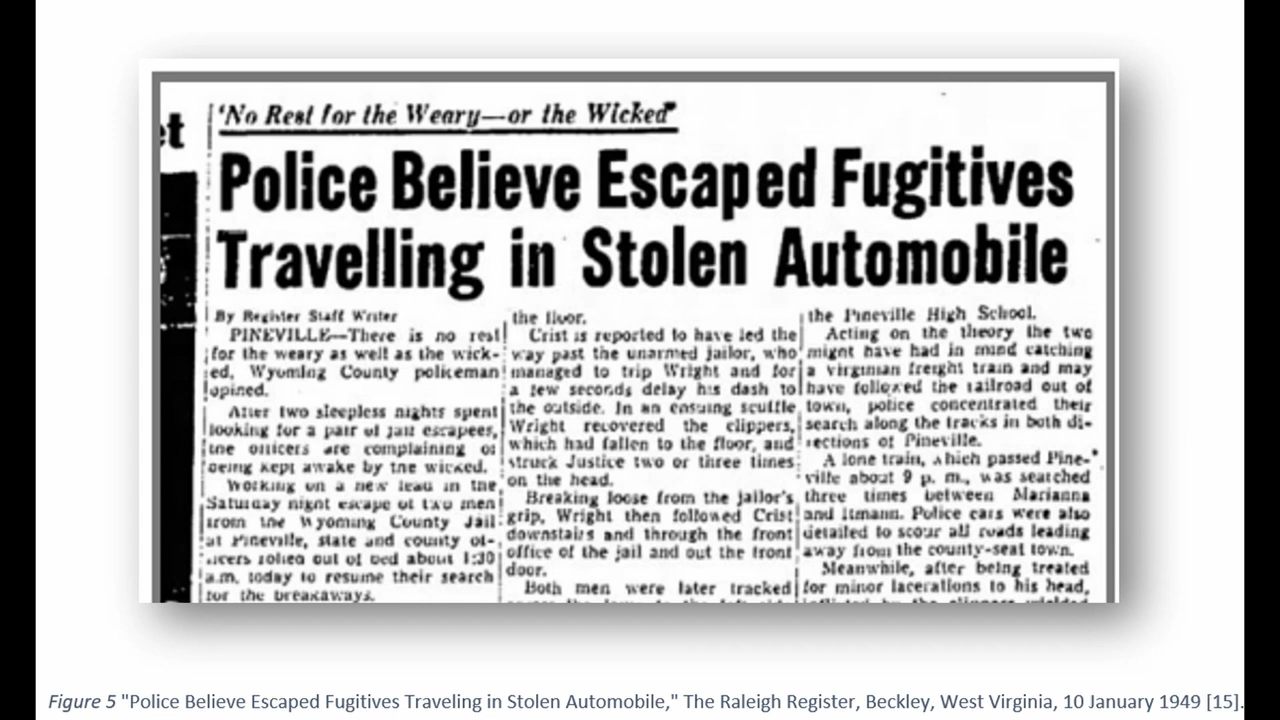 et
'No Rest for the Weary—or the Wicked'
Police Believe Escaped Fugitives
Travelling in Stolen Automobile
By Register Staff Writer
PINEVILLE—There is no rest
for the weary as well as the wick-
ed, Wyoming County policeman
opined.
After two sleepless nights spent
looking for a pair of jail escapees,
the officers are complaining of
being kept awake by the wicked.
Working on a new lead in the
Saturday night escape of two men
from the Wyoming County Jail
at Pineville, state and county of-
ficers rolled out of bed about 1:30
a.m. today to resume their search
for the breakaways.
the floor.
Crist is reported to have led the
way past the unarmed jailor, who
managed to trip Wright and for
a few seconds delay his dash to
the outside. In an ensuing scuffle
Wright recovered the clippers,
which had fallen to the floor, and
struck Justice two or three times
on the head.
Breaking loose from the jailor's
grip, Wright then followed Crist
downstairs and through the front
office of the jail and out the front
door.
Both men were later tracked
the Pineville High School.
Acting on the theory the two
might have had in mind catching
a virginian freight train and may
have followed the railroad out of
town, police concentrated their
search along the tracks in both di-
rections of Pineville.
A lone train, which passed Pine-
ville about 9 p. m., was searched
three times between Marianna
and Itmann. Police cars were also
detailed to scour all roads leading
away from the county-seat town.
Meanwhile, after being treated
for minor lacerations to his head,
Figure 5 "Police Believe Escaped Fugitives Traveling in Stolen Automobile," The Raleigh Register, Beckley, West Virginia, 10 January 1949 [15].